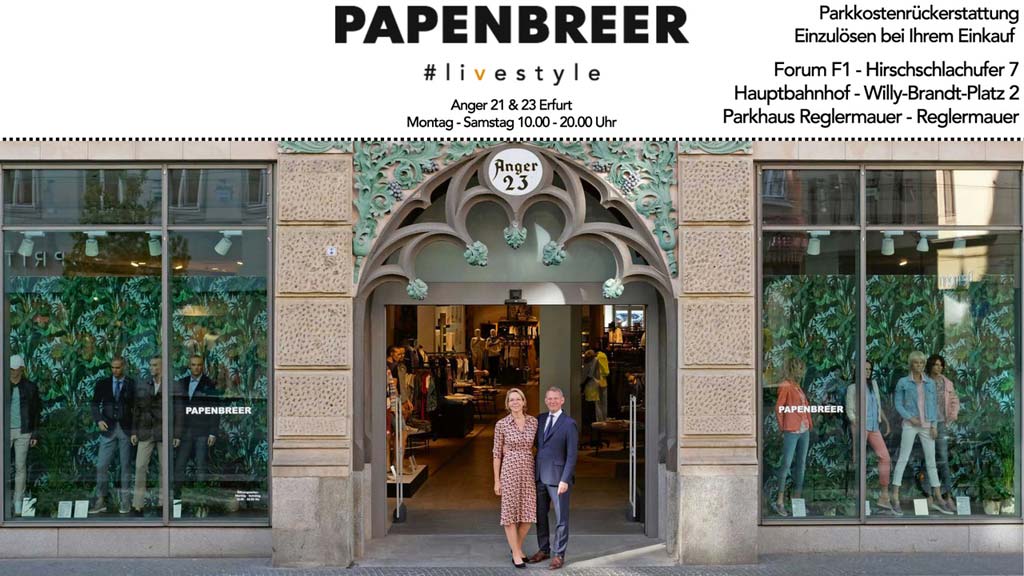 PAPENBREER
#livestyle
Anger 21 & 23 Erfurt
Montag - Samstag 10.00 - 20.00 Uhr
Parkkostenrückerstattung
Einzulösen bei Ihrem Einkauf
Forum F1 - Hirschschlachufer 7
Hauptbahnhof - Willy-Brandt-Platz 2
Parkhaus Reglermauer - Reglermauer
Anger
23
PAPENBREER
PAPENBREER